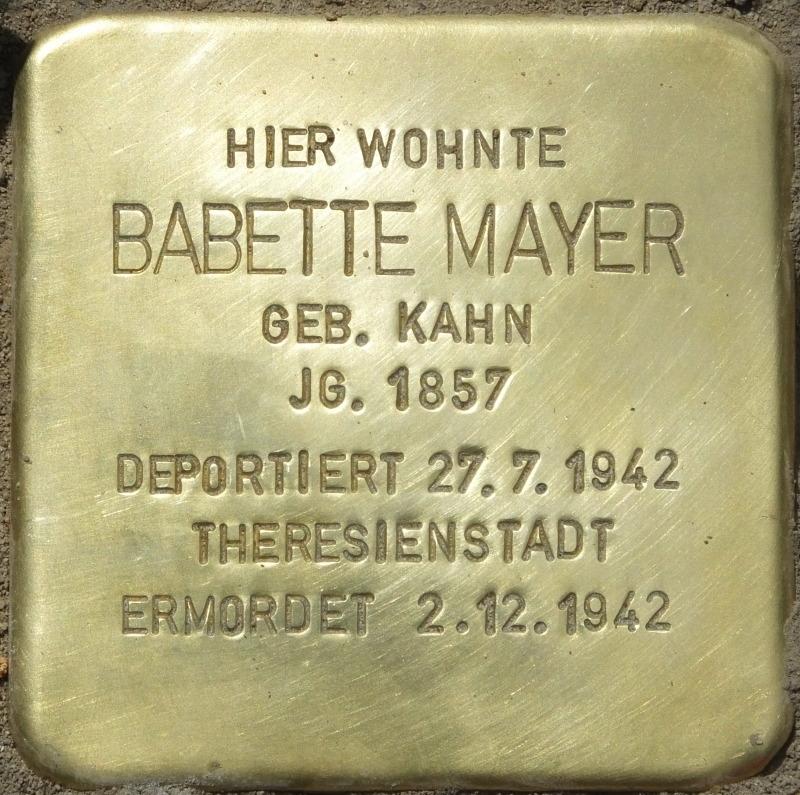 HIER WOHNTE
BABETTE MAYER
GEB. KAHN
JG. 1857
DEPORTIERT 27.7.1942
THERESIENSTADT
ERMORDET 2.12.1942